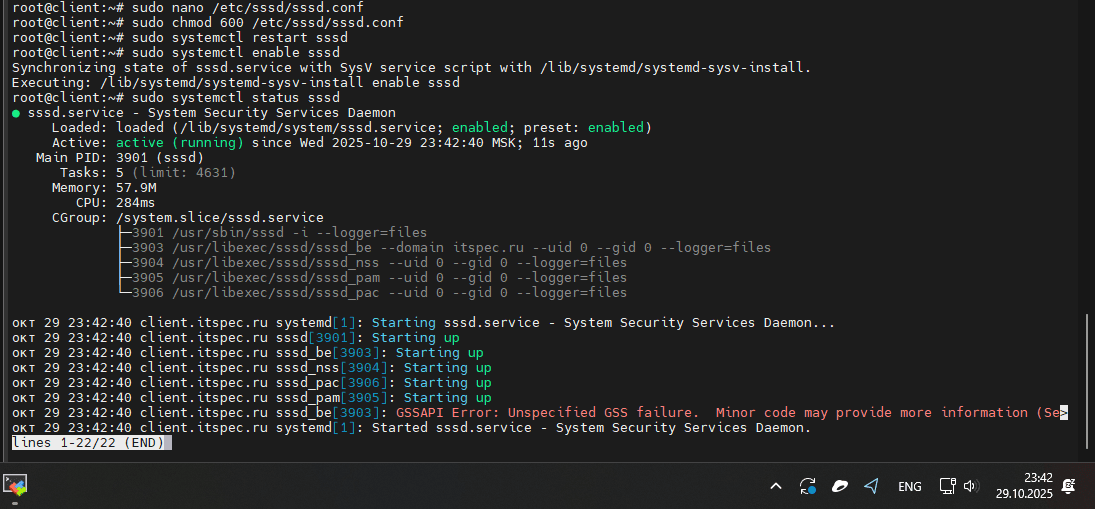 root@client:~# sudo nano /etc/sssd/sssd.conf
root@client:~# sudo chmod 600 /etc/sssd/sssd.conf
root@client:~# sudo systemctl restart sssd
root@client:~# sudo systemctl enable sssd
Synchronizing state of sssd.service with SysV service script with /lib/systemd/systemd-sysv-install.
Executing: /lib/systemd/systemd-sysv-install enable sssd
root@client:~# sudo systemctl status sssd
● sssd.service - System Security Services Daemon
Loaded: loaded (/lib/systemd/system/sssd.service; enabled; preset: enabled)
Active: active (running) since Wed 2025-10-29 23:42:40 MSK; 11s ago
Main PID: 3901 (sssd)
Tasks: 5 (limit: 4631)
Memory: 57.9M
CPU: 284ms
CGroup: /system.slice/sssd.service
├─3901 /usr/sbin/sssd -i --logger=files
├─3903 /usr/libexec/sssd/sssd_be --domain itspec.ru --uid 0 --gid 0 --logger=files
├─3904 /usr/libexec/sssd/sssd_nss --uid 0 --gid 0 --logger=files
├─3905 /usr/libexec/sssd/sssd_pam --uid 0 --gid 0 --logger=files
└─3906 /usr/libexec/sssd/sssd_pac --uid 0 --gid 0 --logger=files
окт 29 23:42:40 client.itspec.ru systemd[1]: Starting sssd.service - System Security Services Daemon...
окт 29 23:42:40 client.itspec.ru sssd[3901]: Starting up
окт 29 23:42:40 client.itspec.ru sssd_be[3903]: Starting up
окт 29 23:42:40 client.itspec.ru sssd_nss[3904]: Starting up
окт 29 23:42:40 client.itspec.ru sssd_pac[3906]: Starting up
окт 29 23:42:40 client.itspec.ru sssd_pam[3905]: Starting up
окт 29 23:42:40 client.itspec.ru sssd_be[3903]: GSSAPI Error: Unspecified GSS failure.  Minor code may provide more information (Se>
окт 29 23:42:40 client.itspec.ru systemd[1]: Started sssd.service - System Security Services Daemon.
lines 1-22/22 (END)
ENG
23:42
29.10.2025